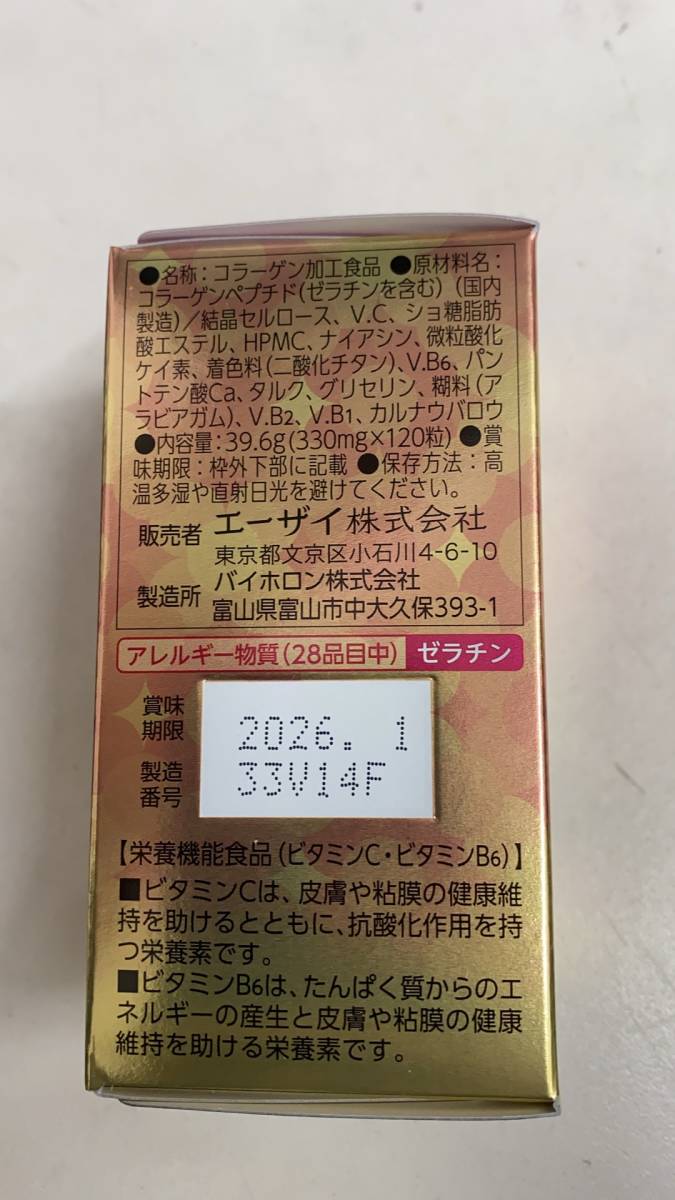 ●名称：コラーゲン加工食品 ●原材料名：
コラーゲンペプチド(ゼラチンを含む)（国内
製造)／結晶セルロース、V.C、ショ糖脂肪
酸エステル、HPMC、ナイアシン、微粒酸化
ケイ素、着色料(二酸化チタン)、V.B6、パン
トテン酸Ca、タルク、グリセリン、糊料(ア
ラビアガム)、V.B2、V.B1、カルナウバロウ
●内容量：39.6g(330mg×120粒) ●賞
味期限：枠外下部に記載 ●保存方法：高
温多湿や直射日光を避けてください。
販売者 エーザイ株式会社
東京都文京区小石川4-6-10
製造所 バイホロン株式会社
富山県富山市中大久保393-1
アレルギー物質(28品目中) ゼラチン
賞味
期限
2026. 1
製造
番号
33V14F
【栄養機能食品(ビタミンC・ビタミンB6)】
■ビタミンCは、皮膚や粘膜の健康維
持を助けるとともに、抗酸化作用を持
つ栄養素です。
■ビタミンB6は、たんぱく質からのエ
ネルギーの産生と皮膚や粘膜の健康
維持を助ける栄養素です。